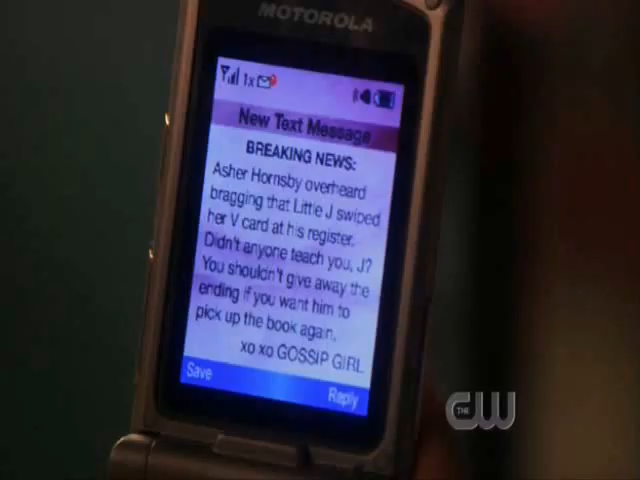 MOTOROLA
1x
New Text Message
BREAKING NEWS:
Asher Hornsby overheard
bragging that Little J swiped
her V card at his register.
Didn't anyone teach you, J?
You shouldn't give away the
ending if you want him to
pick up the book again.
xo xo GOSSIP GIRL
Save
Reply
THE CW